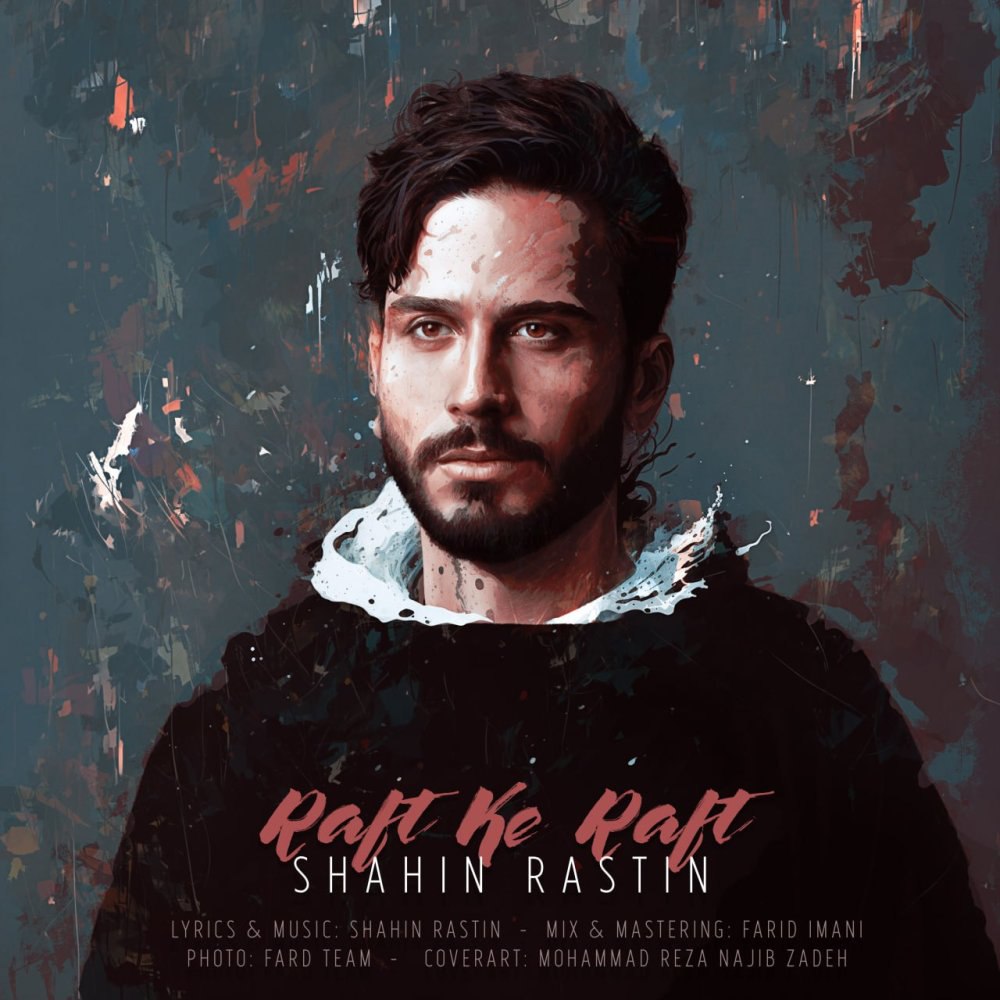 Raft Ke Raft
SHAHIN RASTIN
LYRICS & MUSIC: SHAHIN RASTIN - MIX & MASTERING: FARID IMANI
PHOTO: FARD TEAM - COVERART: MOHAMMAD REZA NAJIB ZADEH